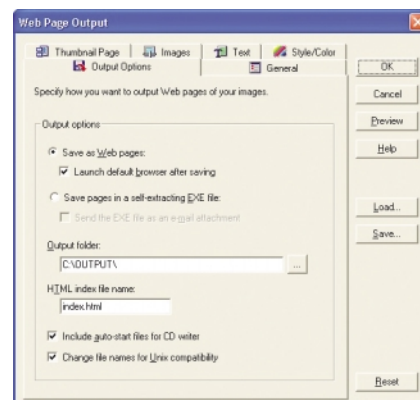 Web Page Output
Thumbnail Page
Images
Text
Style/Color
Output Options
General
OK
Specify how you want to output Web pages of your images.
Cancel
Output options
Preview
Save as Web pages:
Help
Launch default browser after saving
Save pages in a self-extracting EXE file:
Send the EXE file as an e-mail attachment
Load...
Save...
Output folder:
C:\OUTPUT\
...
HTML index file name:
index.html
Include auto-start files for CD writer
Change file names for Unix compatibility
Reset